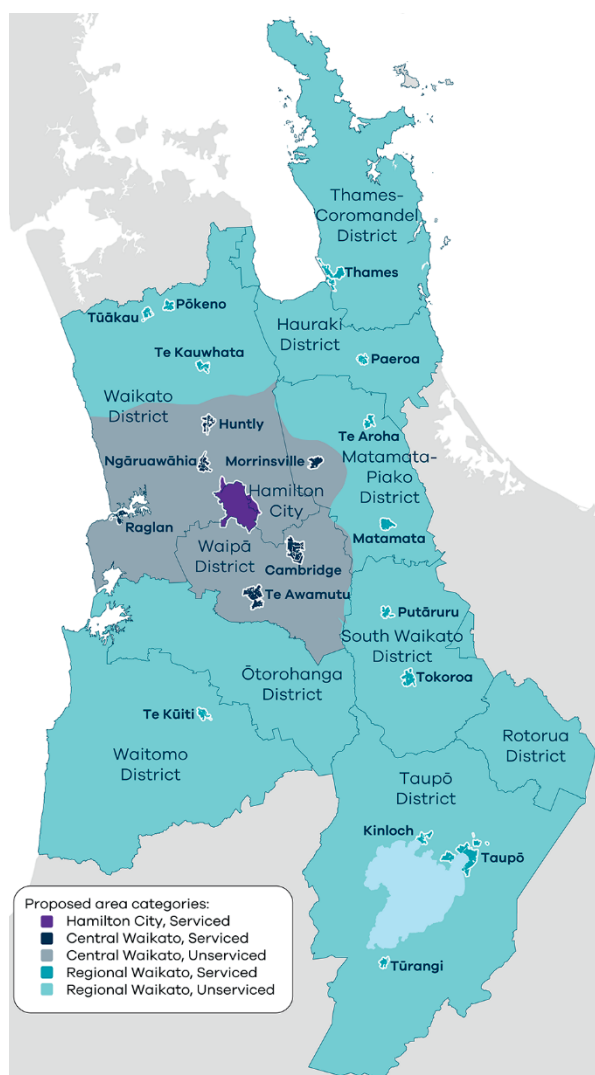 Thames-
Coromandel
District
Thames
Pōkeno
Tūākau
Hauraki
District
Te Kauwhata
Paeroa
Waikato
District
Huntly
Te Aroha
Matamata-
Piako
District
Ngāruawāhia
Morrinsville
Hamilton
City
Raglan
Matamata
Waipā
District
Cambridge
Te Awamutu
Putāruru
South Waikato
District
Ōtorohanga
District
Tokoroa
Te Kūiti
Waitomo
District
Rotorua
District
Taupō
District
Kinloch
Taupō
Tūrangi
Proposed area categories:
Hamilton City, Serviced
Central Waikato, Serviced
Central Waikato, Unserviced
Regional Waikato, Serviced
Regional Waikato, Unserviced